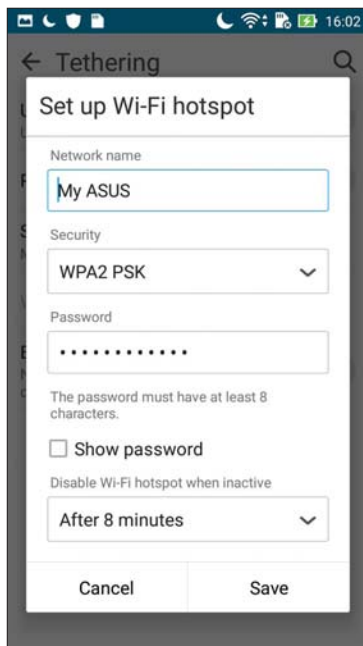 16:02
Tethering
Set up Wi-Fi hotspot
Network name
My ASUS
Security
WPA2 PSK
Password
••••••••••••
The password must have at least 8
characters.
Show password
Disable Wi-Fi hotspot when inactive
After 8 minutes
Cancel Save